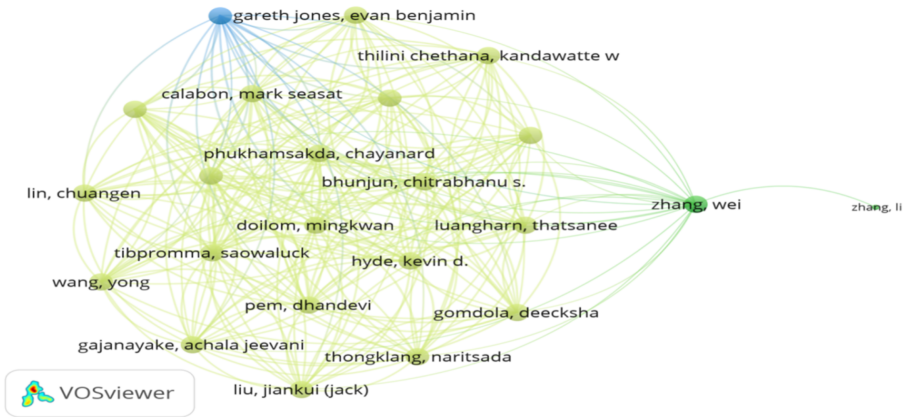 gareth jones, evan benjamin
thilini chethana, kandawatte w
calabon, mark seasat
phukhamsakda, chayanard
bhunjun, chitrabhanu s.
lin, chuangen
zhang, wei
zhang, li
doilom, mingkwan
luangharn, thatsanee
tibpromma, saowaluck
hyde, kevin d.
wang, yong
pem, dhandevi
gomdola, deecksha
gajanayake, achala jeevani
thongklang, naritsada
liu, jiankui (jack)
VOSviewer